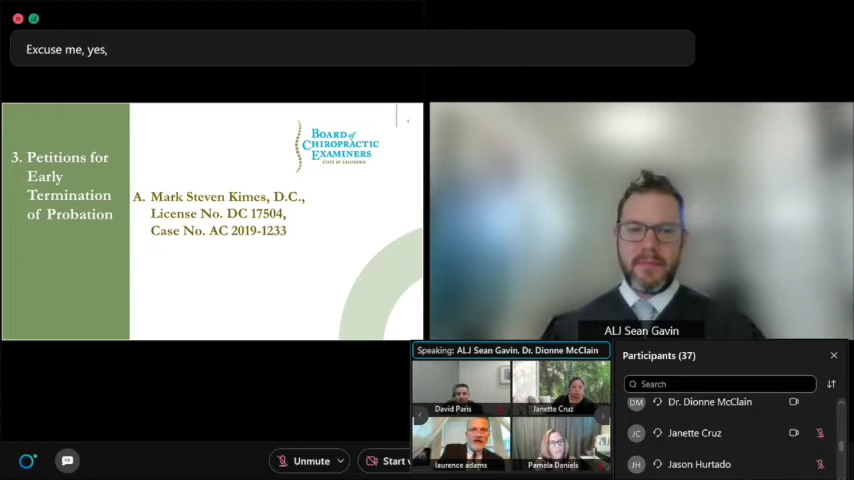 Excuse me, yes,
3. Petitions for
Early
Termination
of Probation
BOARD of
CHIROPRACTIC
EXAMINERS
STATE OF CALIFORNIA
A. Mark Steven Kimes, D.C.,
License No. DC 17504,
Case No. AC 2019-1233
ALJ Sean Gavin
Speaking: ALJ Sean Gavin, Dr. Dionne McClain
David Paris
Janette Cruz
laurence adams
Pamela Daniels
Participants (37)
Search
DM Dr. Dionne McClain
JC Janette Cruz
JH Jason Hurtado
Unmute
Start v